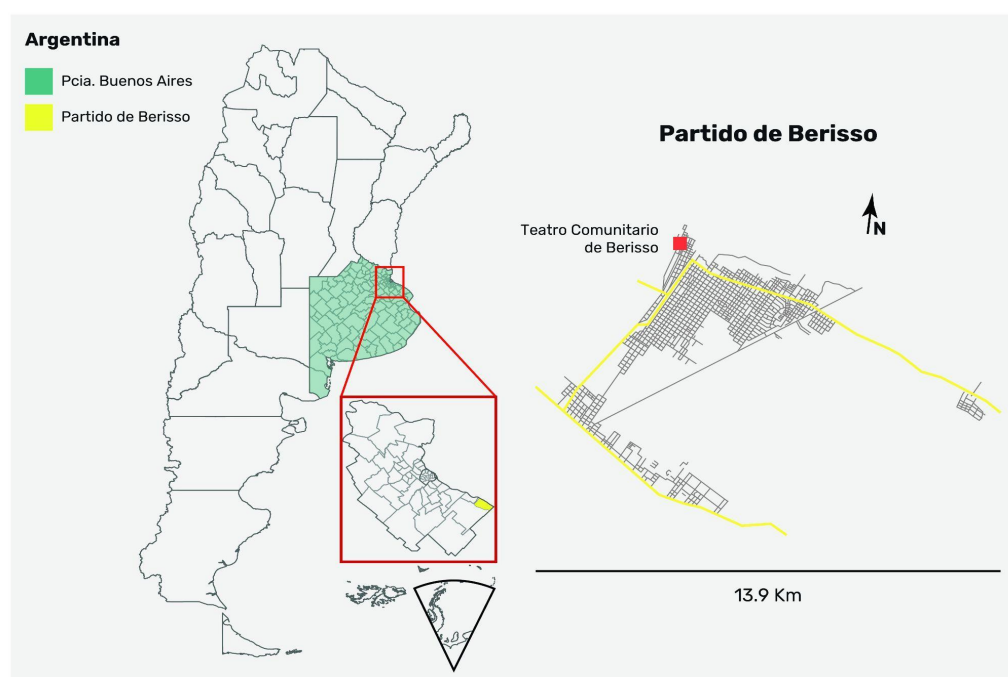 Argentina
Pcia. Buenos Aires
Partido de Berisso
Partido de Berisso
N
Teatro Comunitario
de Berisso
13.9 Km